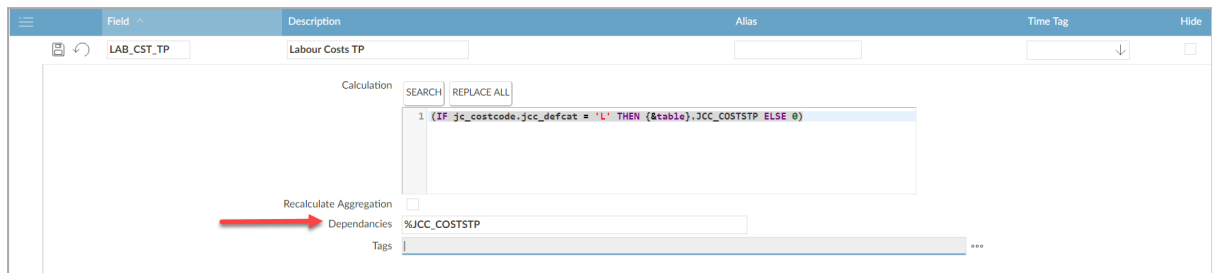 Field Description Alias Time Tag Hide
LAB_CST_TP Labour Costs TP
Calculation SEARCH REPLACE ALL
1 (IF jc_costcode.jcc_defcat = 'L' THEN {&table}.JCC_COSTSTP ELSE 0)
Recalculate Aggregation
Dependancies %JCC_COSTSTP
Tags